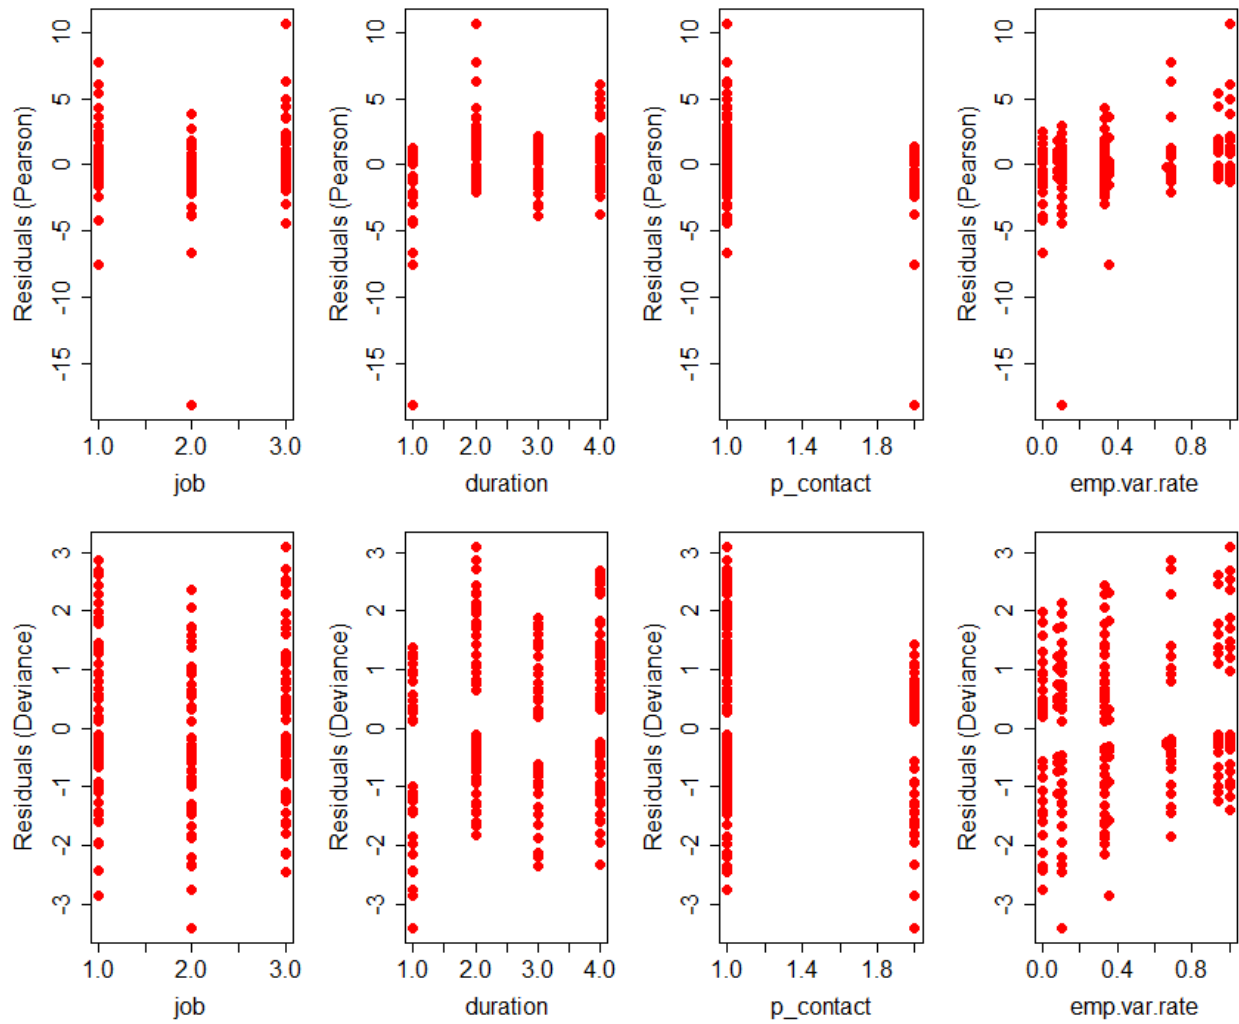 Residuals (Pearson)
10
5
0
-5
-10
-15
1.0 2.0 3.0
job
Residuals (Pearson)
10
5
0
-5
-10
-15
1.0 2.0 3.0 4.0
duration
Residuals (Pearson)
10
5
0
-5
-10
-15
1.0 1.4 1.8
p_contact
Residuals (Pearson)
10
5
0
-5
-10
-15
0.0 0.4 0.8
emp.var.rate
Residuals (Deviance)
3
2
1
0
-1
-2
-3
1.0 2.0 3.0
job
Residuals (Deviance)
3
2
1
0
-1
-2
-3
1.0 2.0 3.0 4.0
duration
Residuals (Deviance)
3
2
1
0
-1
-2
-3
1.0 1.4 1.8
p_contact
Residuals (Deviance)
3
2
1
0
-1
-2
-3
0.0 0.4 0.8
emp.var.rate